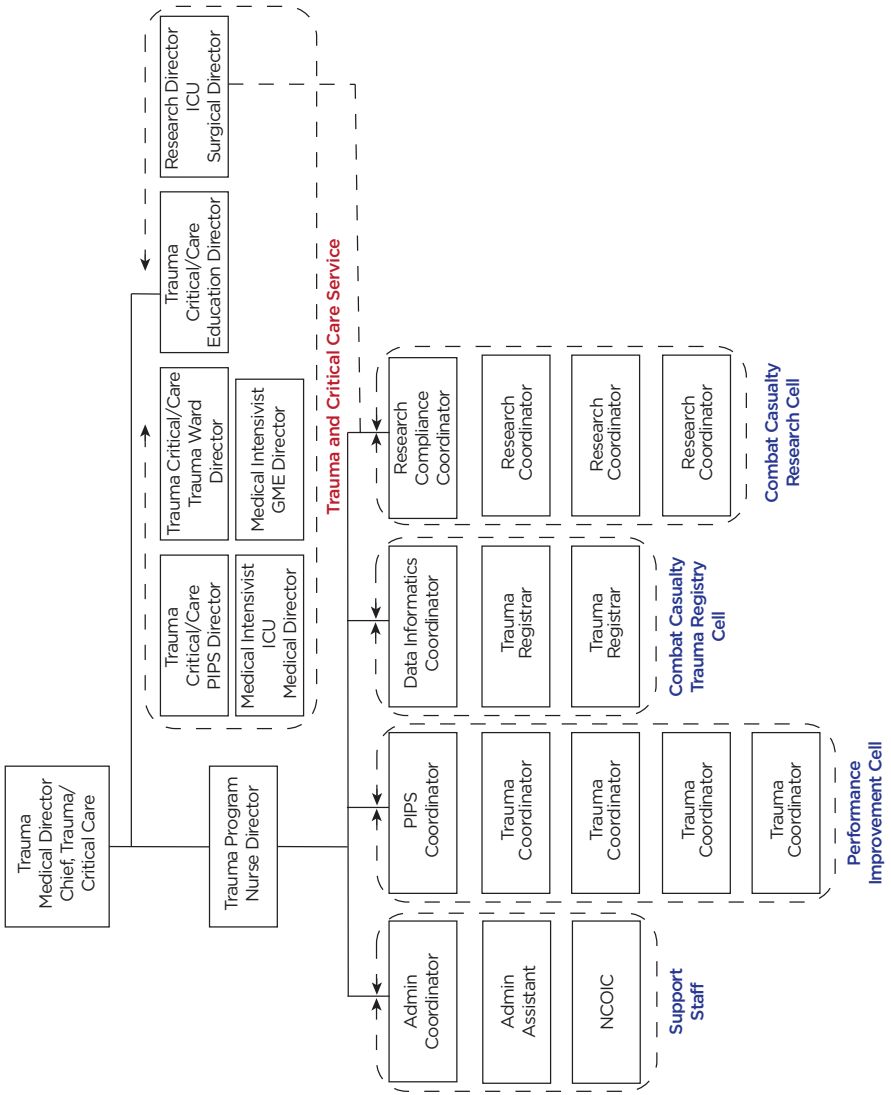 Trauma
Medical Director
Chief, Trauma/
Critical Care
Trauma Program
Nurse Director
Trauma
Critical/Care
PIPS Director
Trauma Critical/Care
Trauma Ward
Director
Trauma
Critical/Care
Education Director
Research Director
ICU
Surgical Director
Medical Intensivist
ICU
Medical Director
Medical Intensivist
GME Director
Trauma and Critical Care Service
Admin
Coordinator
Admin
Assistant
NCOIC
Support
Staff
PIPS
Coordinator
Trauma
Coordinator
Trauma
Coordinator
Trauma
Coordinator
Trauma
Coordinator
Performance
Improvement Cell
Data Informatics
Coordinator
Trauma
Registrar
Trauma
Registrar
Combat Casualty
Trauma Registry
Cell
Research
Compliance
Coordinator
Research
Coordinator
Research
Coordinator
Research
Coordinator
Combat Casualty
Research Cell